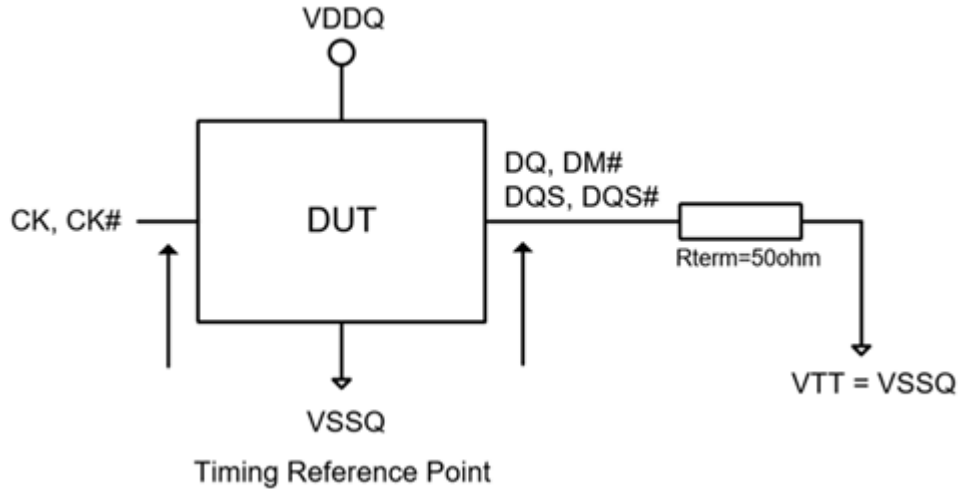 VDDQ
DQ, DM#
DQS, DQS#
CK, CK#
DUT
Rterm=50ohm
VTT = VSSQ
VSSQ
Timing Reference Point